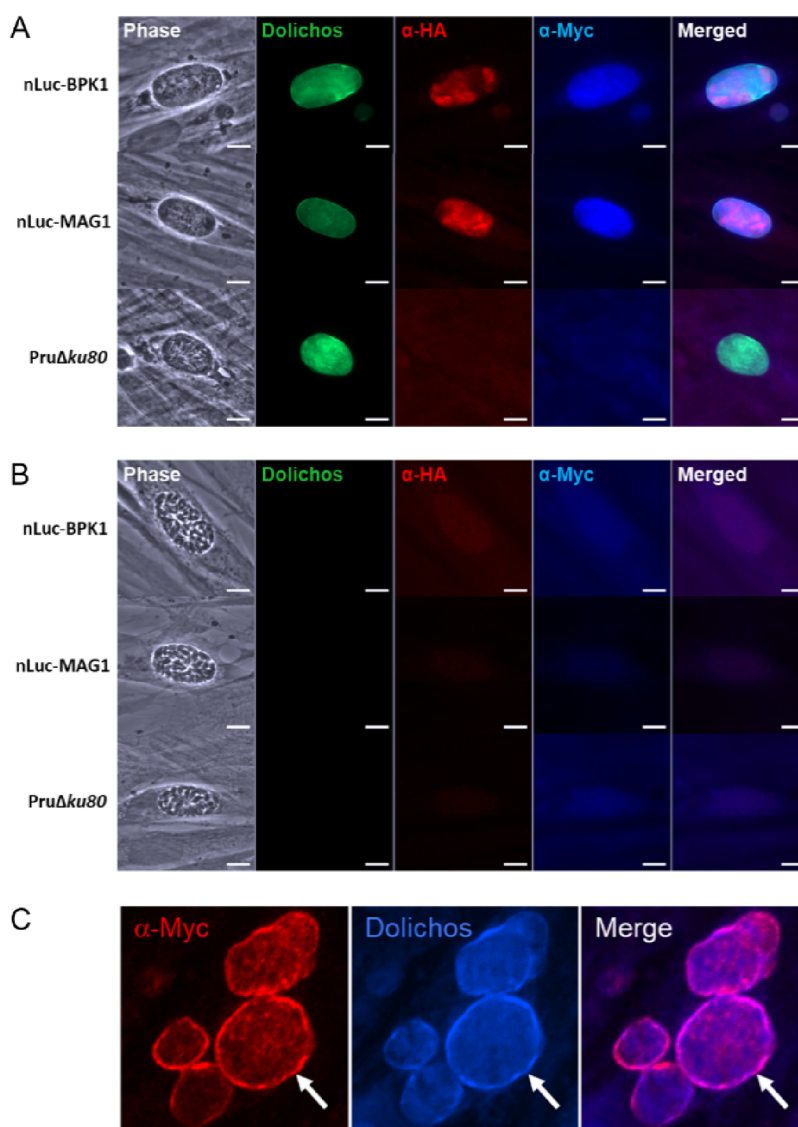 A
Phase Dolichos α-HA α-Myc Merged
nLuc-BPK1
nLuc-MAG1
PruΔku80
B
Phase Dolichos α-HA α-Myc Merged
nLuc-BPK1
nLuc-MAG1
PruΔku80
C
α-Myc Dolichos Merge